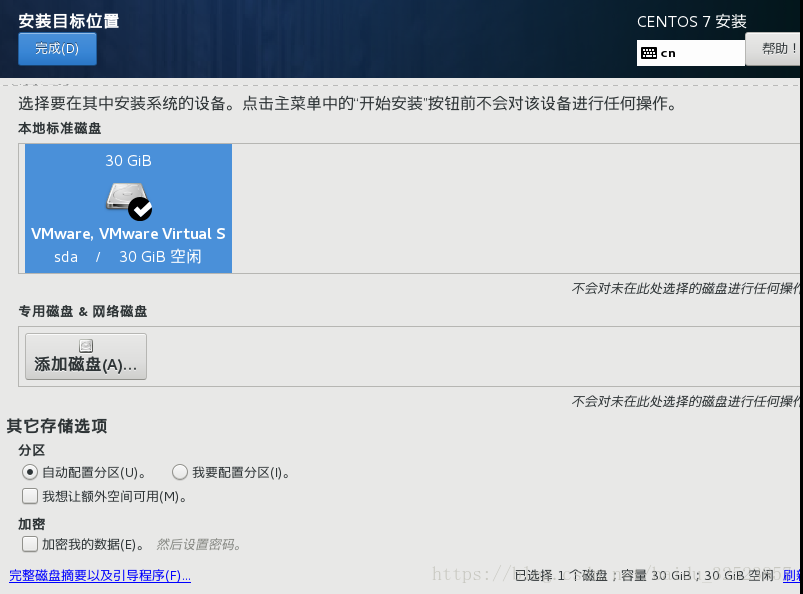 安装目标位置
CENTOS 7 安装
完成(D)
cn
帮助!
选择要在其中安装系统的设备。点击主菜单中的“开始安装”按钮前不会对该设备进行任何操作。
本地标准磁盘
30 GiB
VMware, VMware Virtual S
sda / 30 GiB 空闲
不会对未在此处选择的磁盘进行任何操作
专用磁盘 & 网络磁盘
添加磁盘(A)...
不会对未在此处选择的磁盘进行任何操作
其它存储选项
分区
自动配置分区(U)。 我要配置分区(I)。
我想让额外空间可用(M)。
加密
加密我的数据(E)。 然后设置密码。
完整磁盘摘要以及引导程序(F)...
已选择 1 个磁盘；容量 30 GiB；30 GiB 空闲 刷新